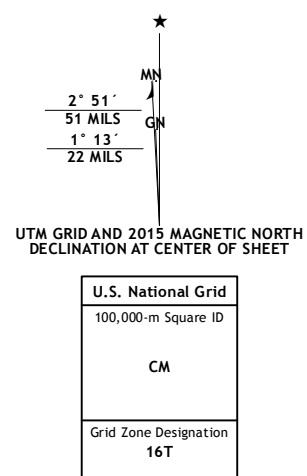 MN
2° 51´
51 MILS
GN
1° 13´
22 MILS
UTM GRID AND 2015 MAGNETIC NORTH
DECLINATION AT CENTER OF SHEET
U.S. National Grid
100,000-m Square ID
CM
Grid Zone Designation
16T